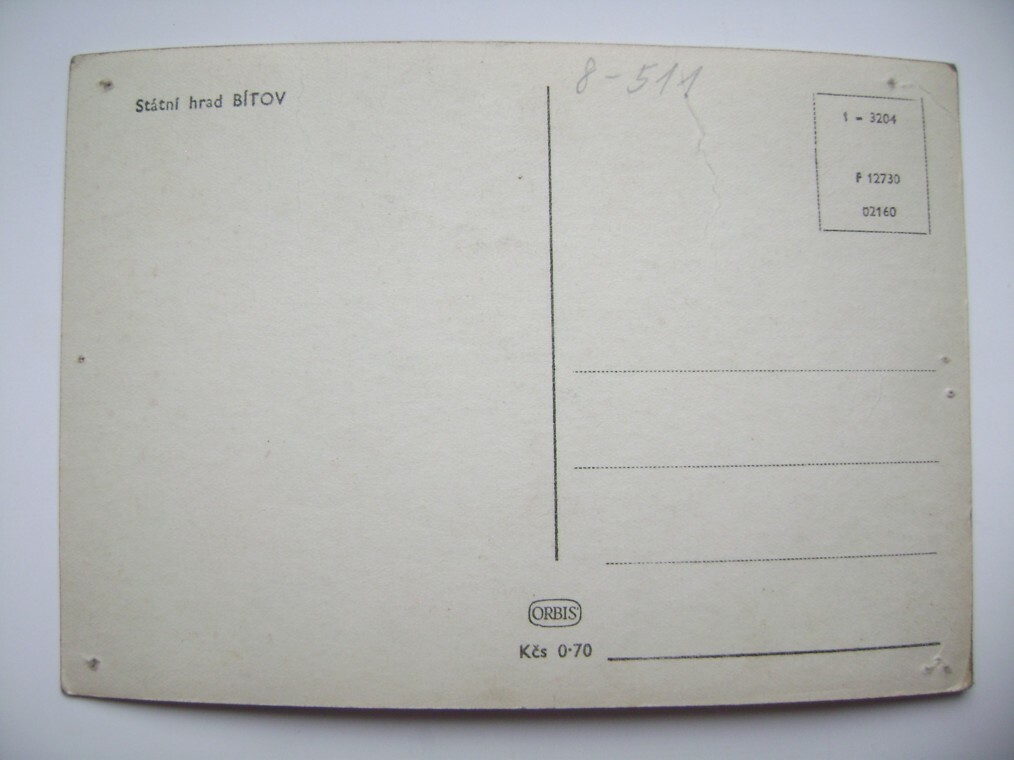 Státní hrad BÍTOV
8-511
1 - 3204
F 12730
02160
ORBIS
Kčs 0·70